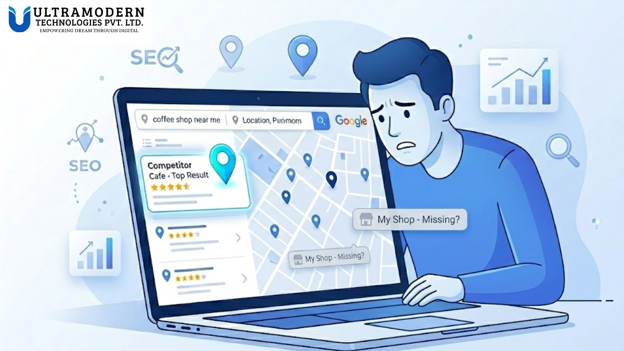 ULTRAMODERN
TECHNOLOGIES PVT. LTD.
EMPOWERING DREAM THROUGH DIGITAL
SEO
coffee shop near me
Location, Pvomom
Google
SEO
Competitor
Cafe - Top Result
My Shop - Missing?
My Shop - Missing?